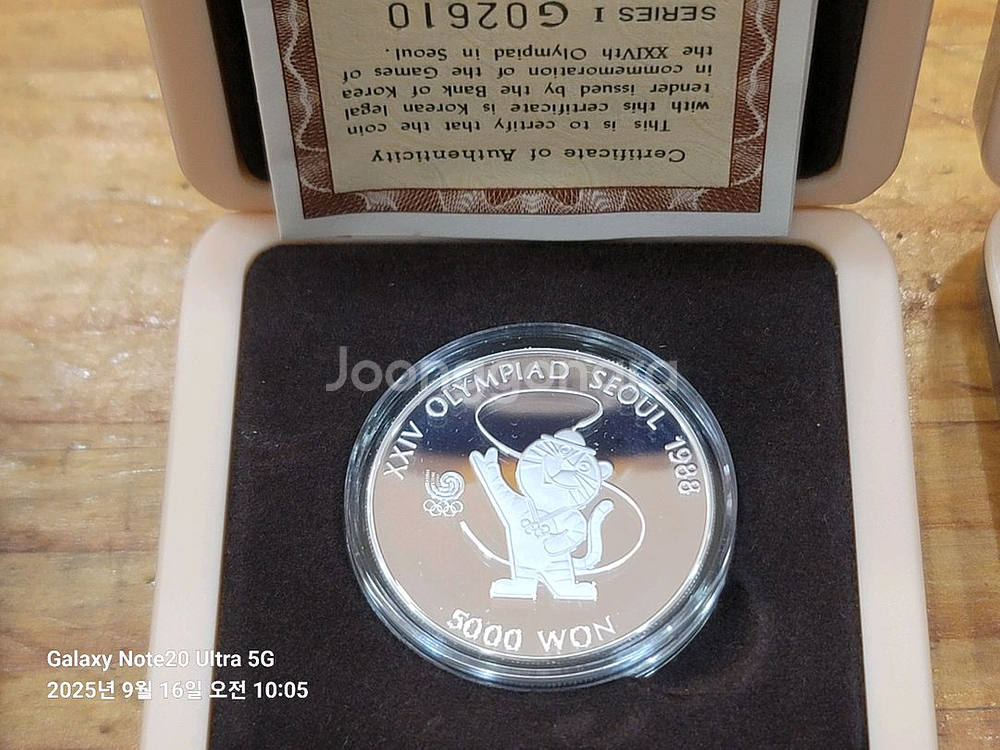 SERIES I G02610
Certificate of Authenticity
This is to certify that the coin
with this certificate is Korean legal
tender issued by the Bank of Korea
in commemoration of the Games of
the XXIVth Olympiad in Seoul.
XXIV OLYMPIAD SEOUL 1988
5000 WON
Galaxy Note20 Ultra 5G
2025년 9월 16일 오전 10:05